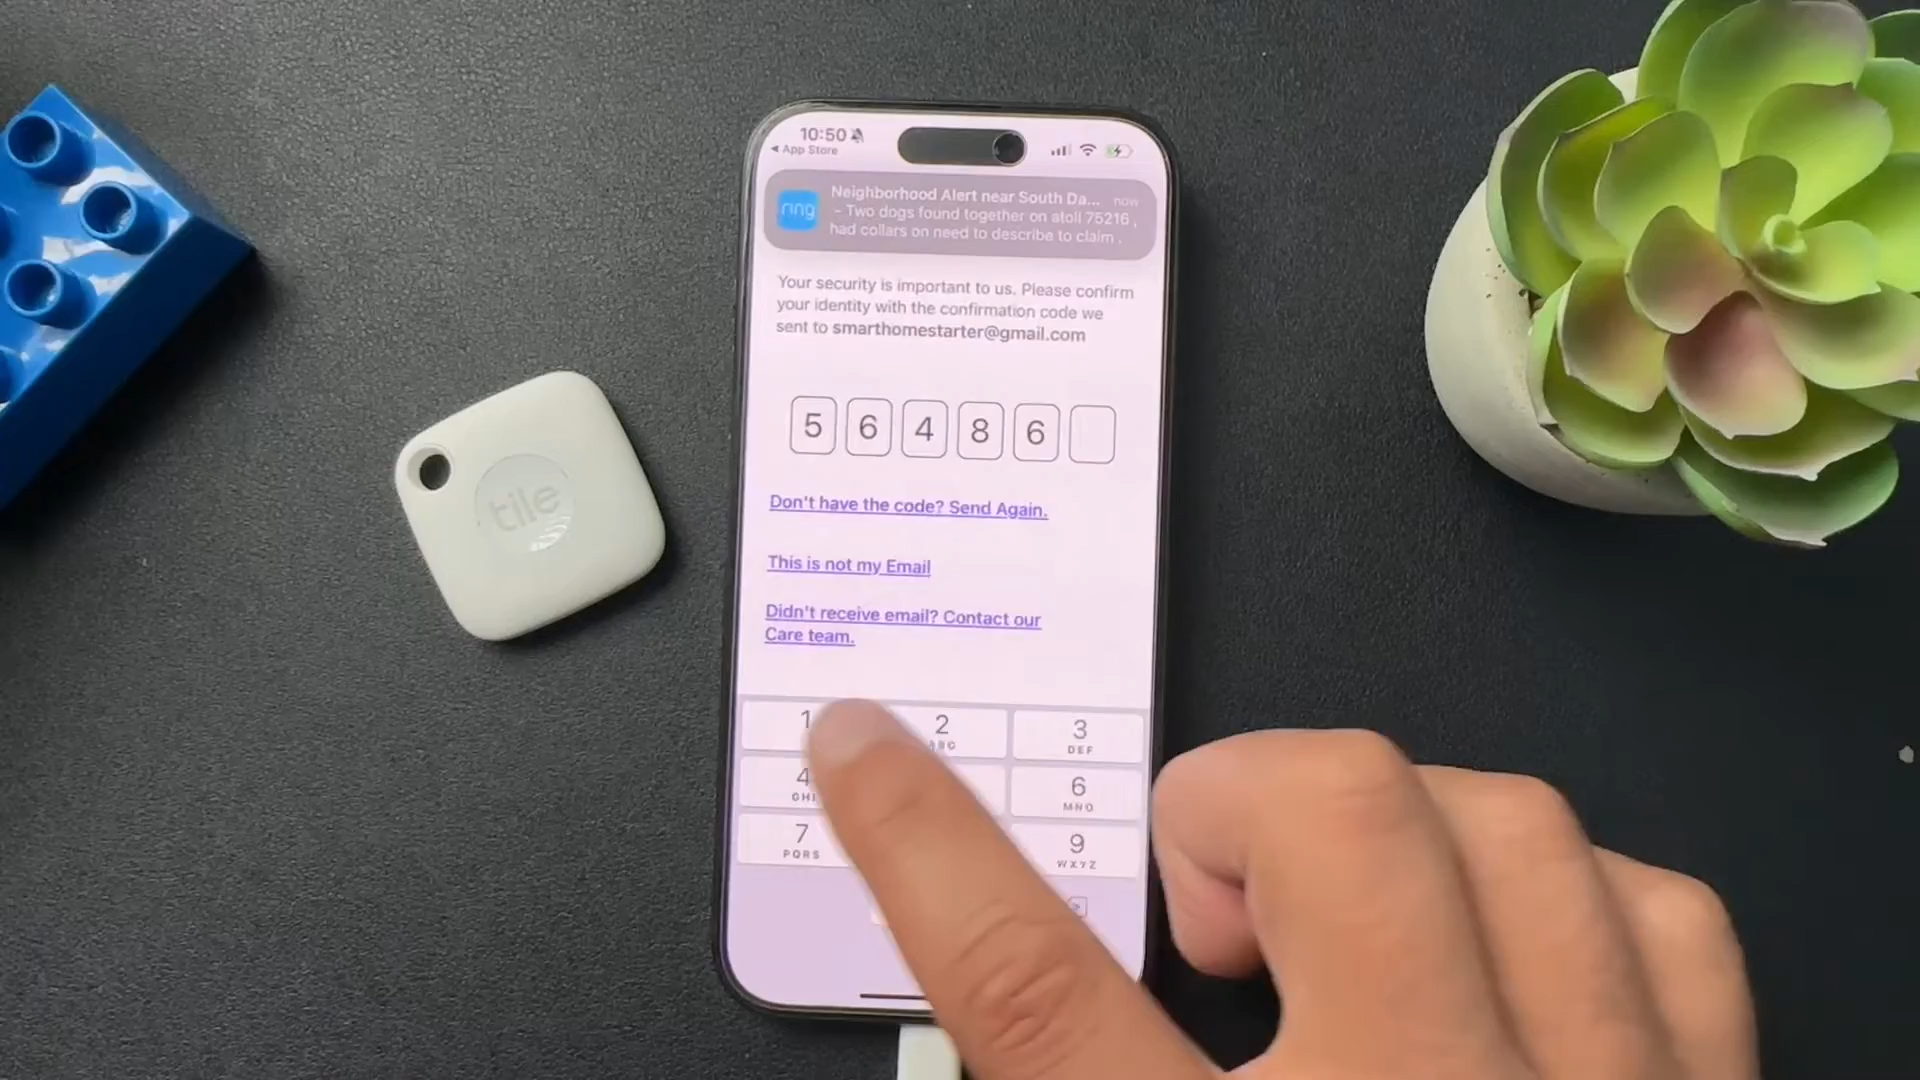 10:50
App Store
ring
Neighborhood Alert near South Da... now
- Two dogs found together on atoll 75216 ,
had collars on need to describe to claim .
Your security is important to us. Please confirm
your identity with the confirmation code we
sent to smarthomestarter@gmail.com
5 6 4 8 6
Don't have the code? Send Again.
This is not my Email
Didn't receive email? Contact our
Care team.
tile
1 2 3
ABC DEF
4 6
GHI MNO
7 9
PQRS WXYZ